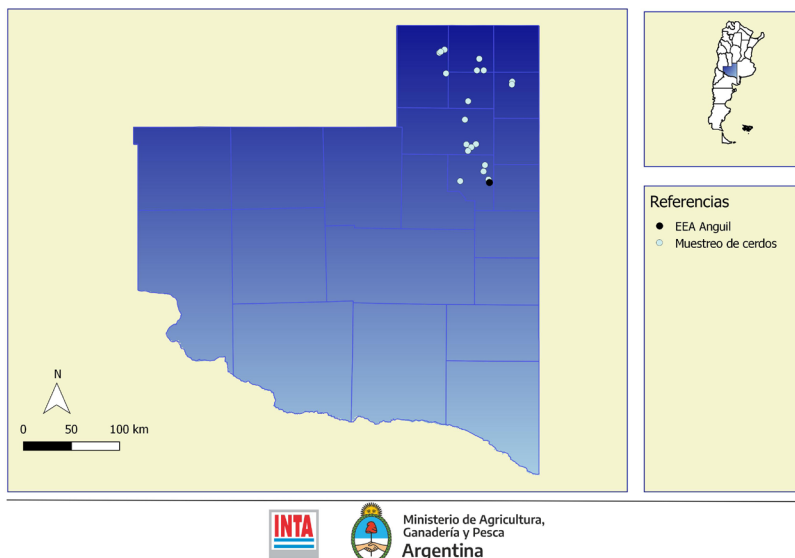 N
0 50 100 km
Referencias
EEA Anguil
Muestreo de cerdos
INTA
Ministerio de Agricultura,
Ganadería y Pesca
Argentina